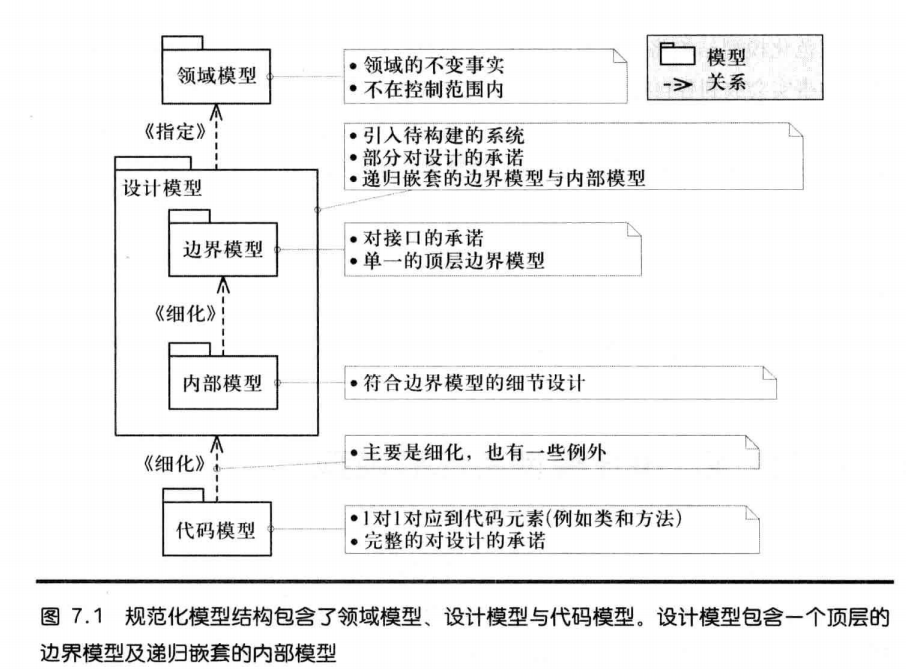 领域模型
• 领域的不变事实
• 不在控制范围内
模型
关系
《指定》
• 引入待构建的系统
• 部分对设计的承诺
• 递归嵌套的边界模型与内部模型
设计模型
边界模型
• 对接口的承诺
• 单一的顶层边界模型
《细化》
内部模型
• 符合边界模型的细节设计
《细化》
• 主要是细化，也有一些例外
代码模型
• 1对1对应到代码元素(例如类和方法)
• 完整的对设计的承诺
图 7.1 规范化模型结构包含了领域模型、设计模型与代码模型。设计模型包含一个顶层的
边界模型及递归嵌套的内部模型